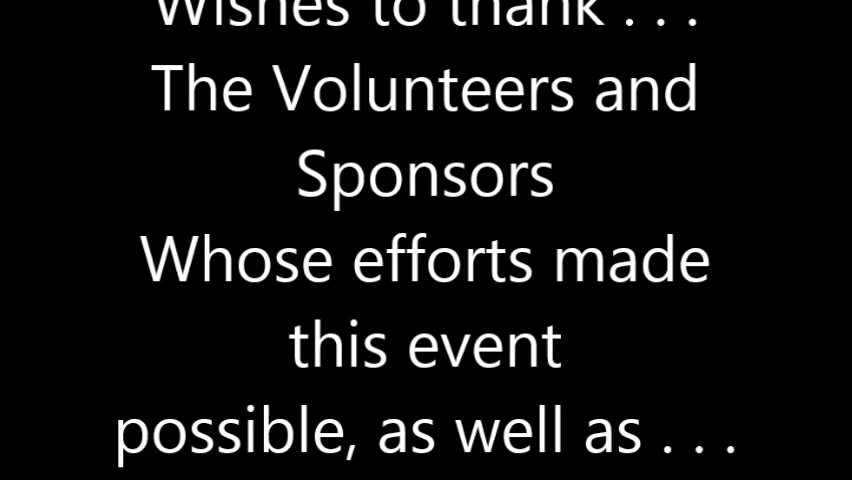 Wishes to thank . . .
The Volunteers and
Sponsors
Whose efforts made
this event
possible, as well as . . .